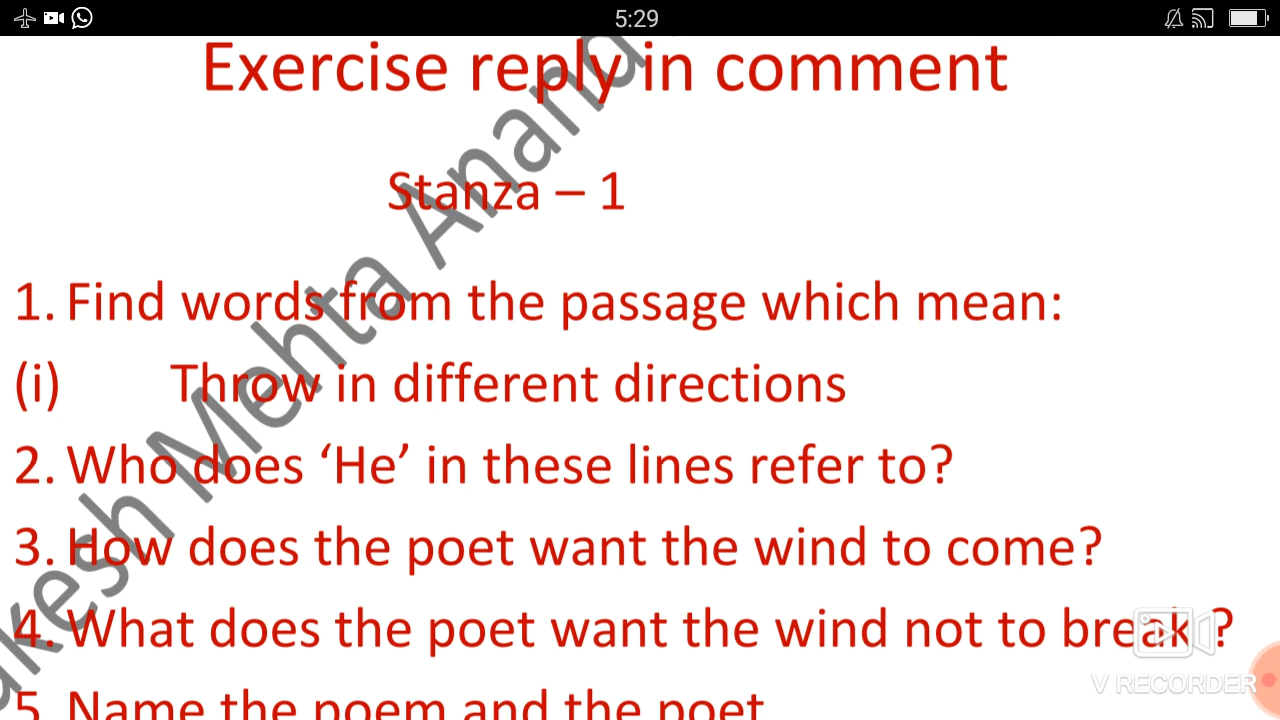 5:29
Exercise reply in comment
Stanza – 1
1. Find words from the passage which mean:
(i) Throw in different directions
2. Who does ‘He’ in these lines refer to?
3. How does the poet want the wind to come?
4. What does the poet want the wind not to break ?
5. Name the poem and the poet
akesh Mehta Anand
V RECORDER